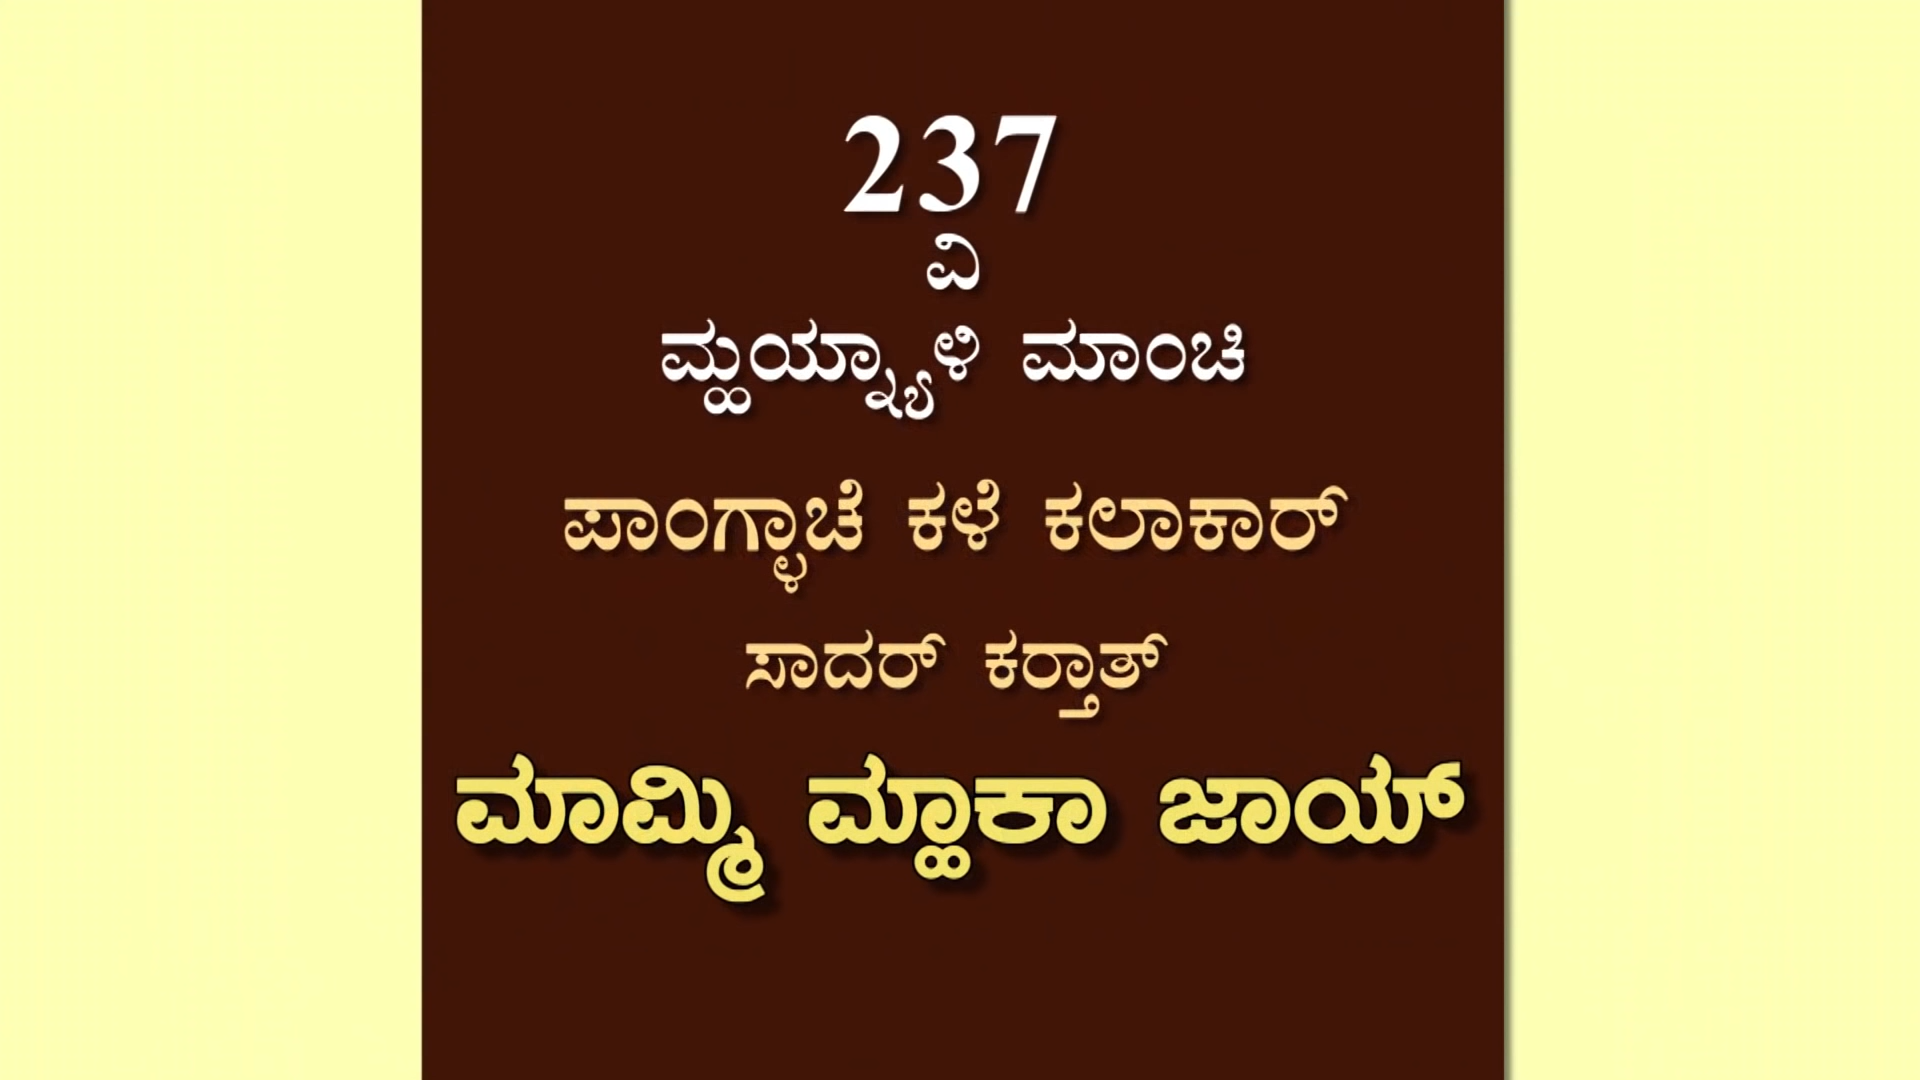 237
ವಿ
ಮ್ಹಯ್ನ್ಯಾಳಿ ಮಾಂಚಿ
ಪಾಂಗ್ಳಾಚೆ ಕಳೆ ಕಲಾಕಾರ್
ಸಾದರ್ ಕರ‍್ತಾತ್
ಮಾಮ್ಮಿ ಮ್ಹಾಕಾ ಜಾಯ್